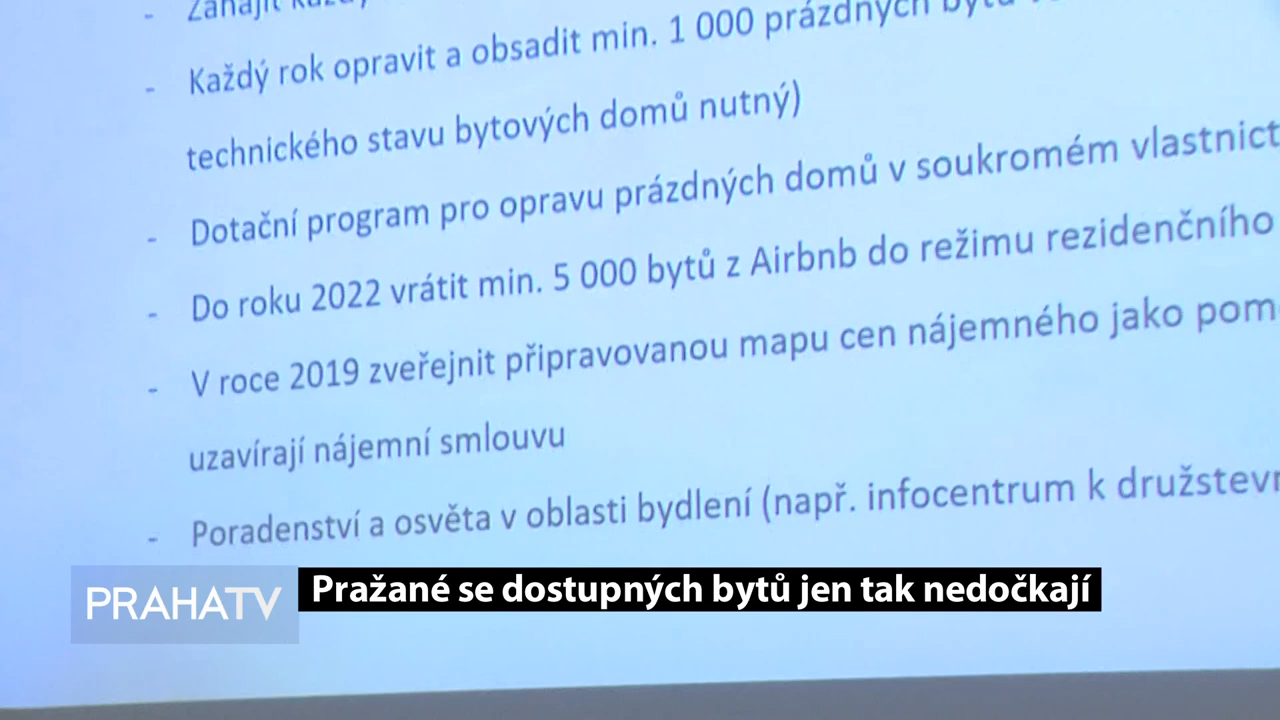 - Zahajit
- Každý rok opravit a obsadit min. 1 000 prázdných bytů
technického stavu bytových domů nutný)
- Dotační program pro opravu prázdných domů v soukromém vlastnict
- Do roku 2022 vrátit min. 5 000 bytů z Airbnb do režimu rezidenčního
- V roce 2019 zveřejnit připravovanou mapu cen nájemného jako pom
uzavírají nájemní smlouvu
- Poradenství a osvěta v oblasti bydlení (např. infocentrum k družstevn
PRAHATV
Pražané se dostupných bytů jen tak nedočkají